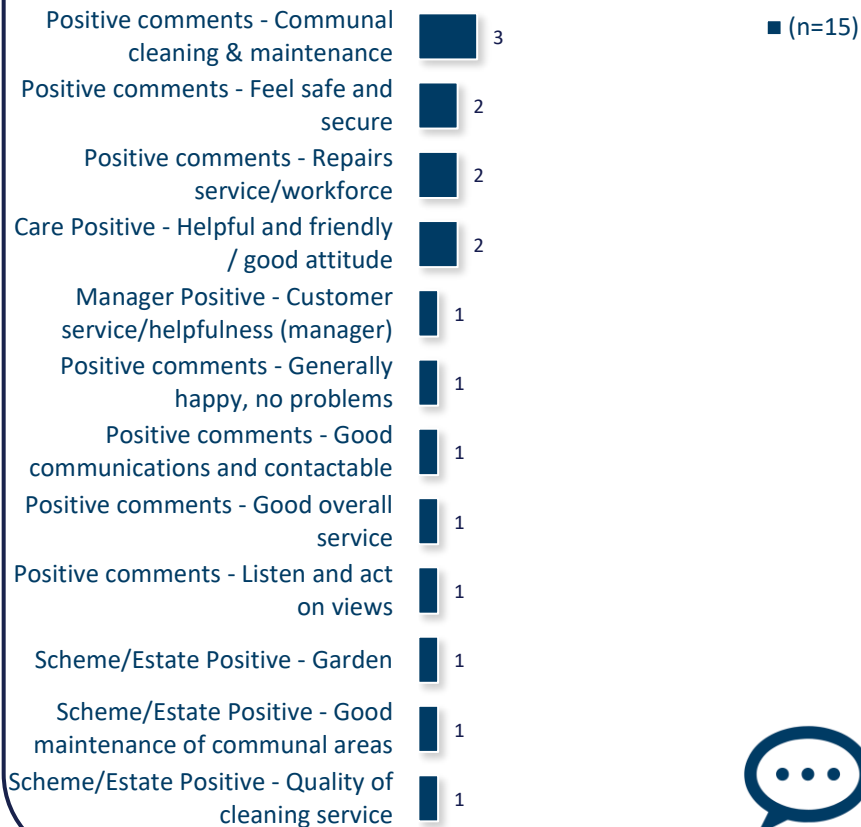 Positive comments - Communal
cleaning & maintenance
3
(n=15)
Positive comments - Feel safe and
secure
2
Positive comments - Repairs
service/workforce
2
Care Positive - Helpful and friendly
/ good attitude
2
Manager Positive - Customer
service/helpfulness (manager)
1
Positive comments - Generally
happy, no problems
1
Positive comments - Good
communications and contactable
1
Positive comments - Good overall
service
1
Positive comments - Listen and act
on views
1
Scheme/Estate Positive - Garden
1
Scheme/Estate Positive - Good
maintenance of communal areas
1
Scheme/Estate Positive - Quality of
cleaning service
1